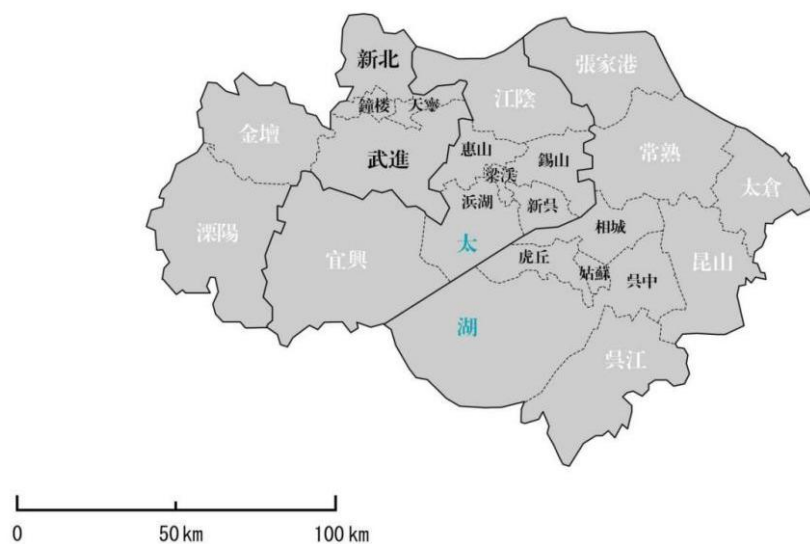 新北
張家港
江陰
鐘楼
天寧
金壇
武進
惠山
錫山
常熟
梁渓
太倉
浜湖
新呉
溧陽
宜興
太
相城
虎丘
姑蘇
呉中
昆山
湖
呉江
0
50 km
100 km